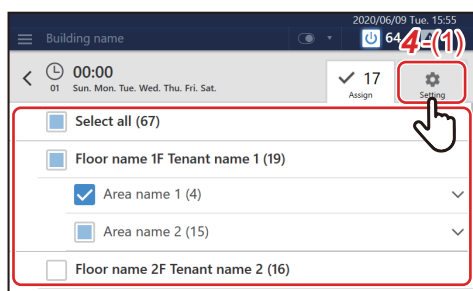 2020/06/09 Tue. 15:55
Building name
64
4-(1)
00:00
01 Sun. Mon. Tue. Wed. Thu. Fri. Sat.
17
Assign
Setting
Select all (67)
Floor name 1F Tenant name 1 (19)
Area name 1 (4)
Area name 2 (15)
Floor name 2F Tenant name 2 (16)